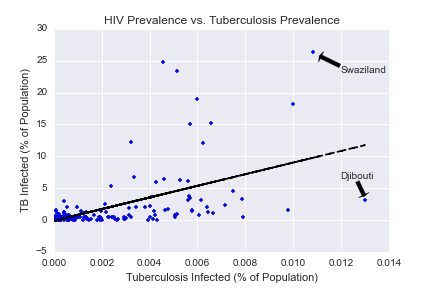 HIV Prevalence vs. Tuberculosis Prevalence
30
25
20
15
10
5
0
−5
TB Infected (% of Population)
Swaziland
Djibouti
0.000 0.002 0.004 0.006 0.008 0.010 0.012 0.014
Tuberculosis Infected (% of Population)